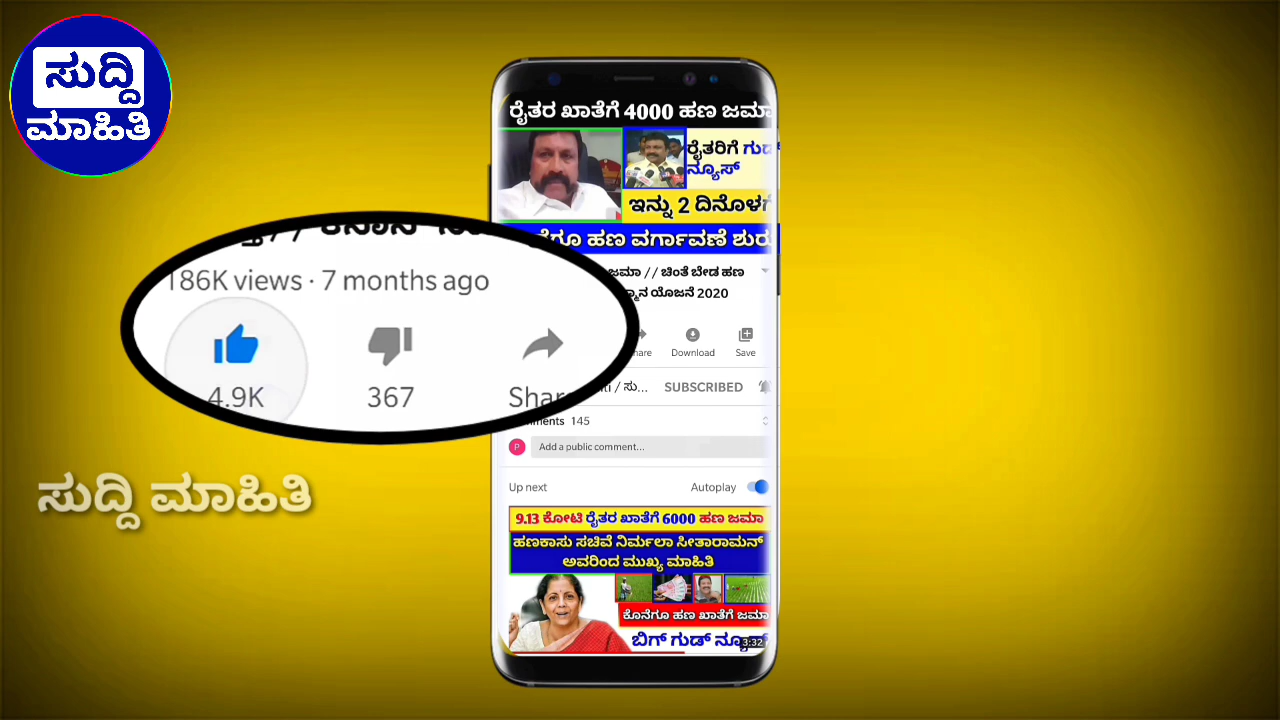 ಸುದ್ದಿ
ಮಾಹಿತಿ
ರೈತರ ಖಾತೆಗೆ 4000 ಹಣ ಜಮಾ
ರೈತರಿಗೆ ಗುಡ್
ನ್ಯೂಸ್
ಇನ್ನು 2 ದಿನೊಳಗೆ
ಹಣ ವರ್ಗಾವಣೆ ಶುರು
ಜಮಾ // ಚಿಂತೆ ಬೇಡ ಹಣ
ಯೋಜನೆ 2020
186K views · 7 months ago
4.9K
367
Share
Download
Save
SUBSCRIBED
145
P
Add a public comment...
ಸುದ್ದಿ ಮಾಹಿತಿ
Up next
Autoplay
9.13 ಕೋಟಿ ರೈತರ ಖಾತೆಗೆ 6000 ಹಣ ಜಮಾ
ಹಣಕಾಸು ಸಚಿವೆ ನಿರ್ಮಲಾ ಸೀತಾರಾಮನ್
ಅವರಿಂದ ಮುಖ್ಯ ಮಾಹಿತಿ
ಕೊನೆಗೂ ಹಣ ಖಾತೆಗೆ ಜಮಾ
ಬಿಗ್ ಗುಡ್ ನ್ಯೂಸ್
3:32